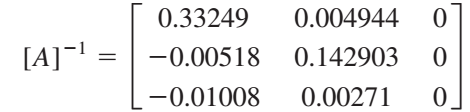 [A]⁻¹ = [ 0.33249 0.004944 0
−0.00518 0.142903 0
−0.01008 0.00271 0 ]